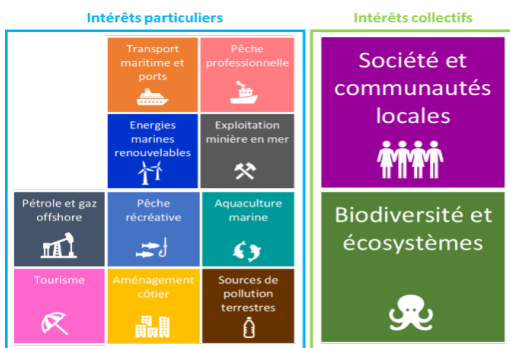 Intérêts particuliers
Intérêts collectifs
Transport
maritime et
ports
Pêche
professionnelle
Energies
marines
renouvelables
Exploitation
minière en mer
Pétrole et gaz
offshore
Pêche
récréative
Aquaculture
marine
Tourisme
Aménagement
côtier
Sources de
pollution
terrestres
Société et
communautés
locales
Biodiversité et
écosystèmes